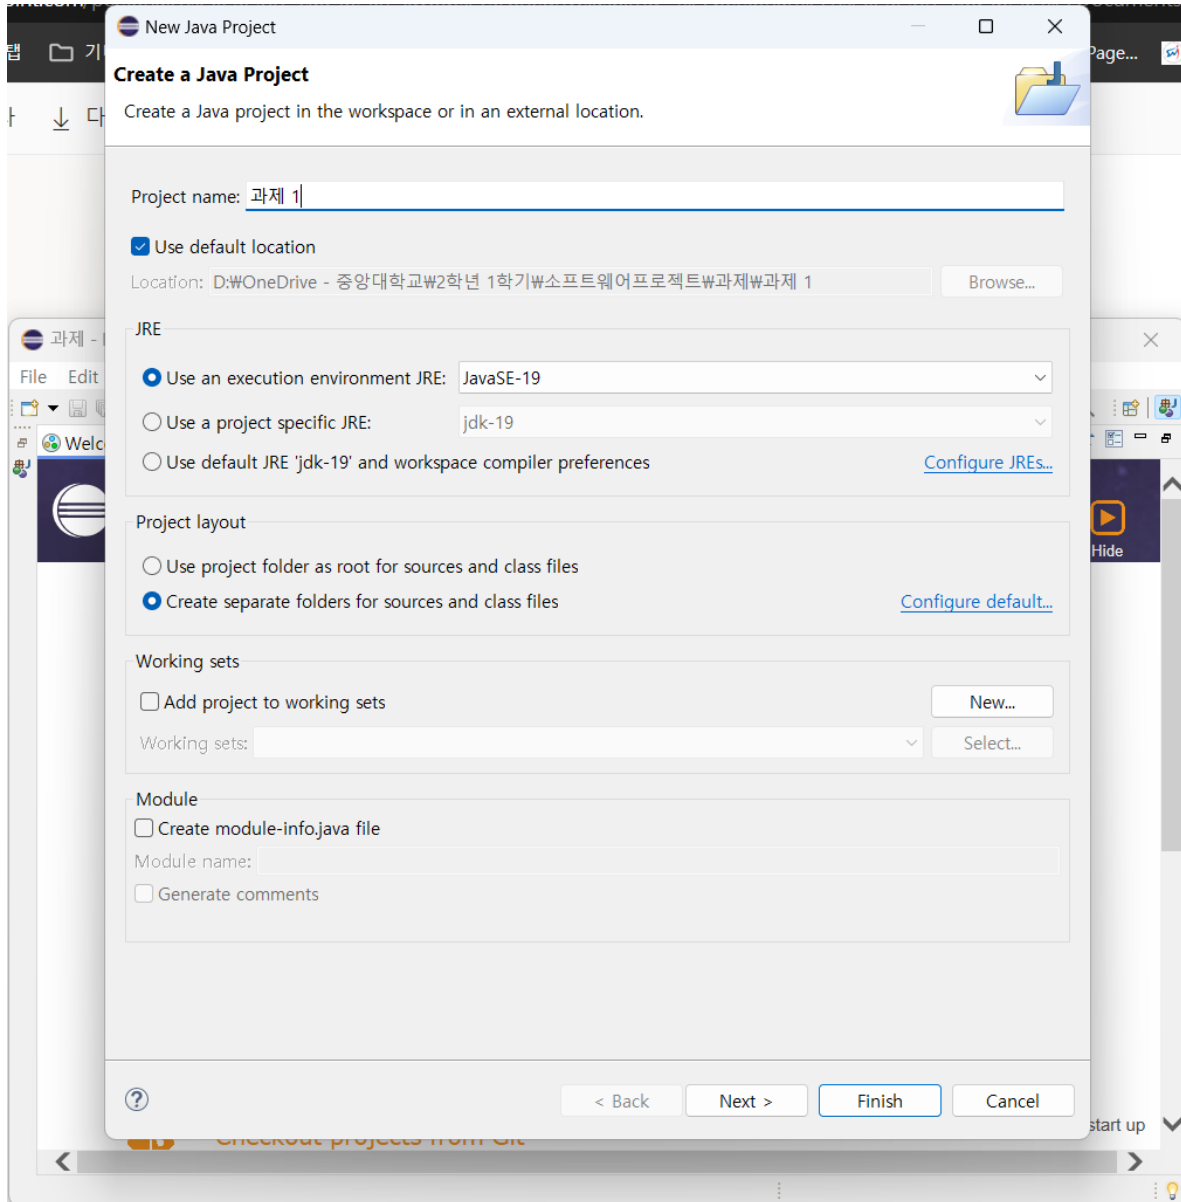 New Java Project
Create a Java Project
Create a Java project in the workspace or in an external location.
Page...
Project name: 과제 1
Use default location
Location: D:₩OneDrive - 중앙대학교₩2학년 1학기₩소프트웨어프로젝트₩과제₩과제 1 Browse...
과제 -
JRE
File Edit
Use an execution environment JRE: JavaSE-19
Use a project specific JRE: jdk-19
Use default JRE 'jdk-19' and workspace compiler preferences Configure JREs...
Project layout
Hide
Use project folder as root for sources and class files
Create separate folders for sources and class files Configure default...
Working sets
Add project to working sets New...
Working sets: Select...
Module
Create module-info.java file
Module name:
Generate comments
? < Back Next > Finish Cancel
start up
Checkout projects from Git